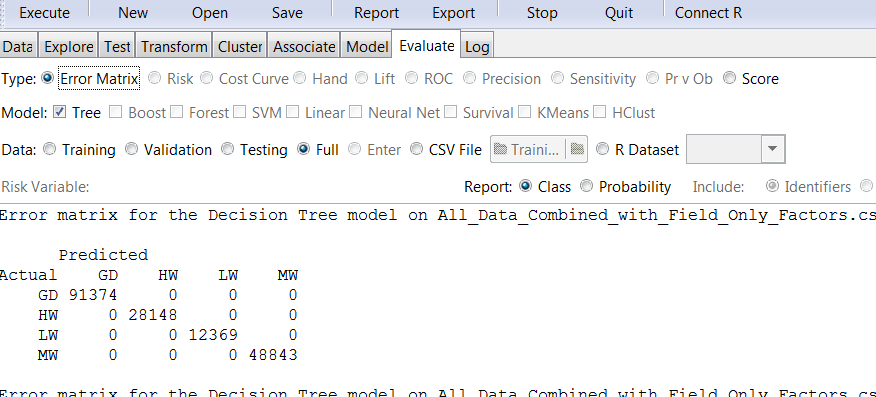 Execute New Open Save Report Export Stop Quit Connect R
Data Explore Test Transform Cluster Associate Model Evaluate Log
Type: Error Matrix Risk Cost Curve Hand Lift ROC Precision Sensitivity Pr v Ob Score
Model: Tree Boost Forest SVM Linear Neural Net Survival KMeans HClust
Data: Training Validation Testing Full Enter CSV File Traini... R Dataset
Risk Variable: Report: Class Probability Include: Identifiers
Error matrix for the Decision Tree model on All_Data_Combined_with_Field_Only_Factors.cs
Predicted
Actual GD HW LW MW
GD 91374 0 0 0
HW 0 28148 0 0
LW 0 0 12369 0
MW 0 0 0 48843
Error matrix for the Decision Tree model on All_Data_Combined_with_Field_Only_Factors.cs